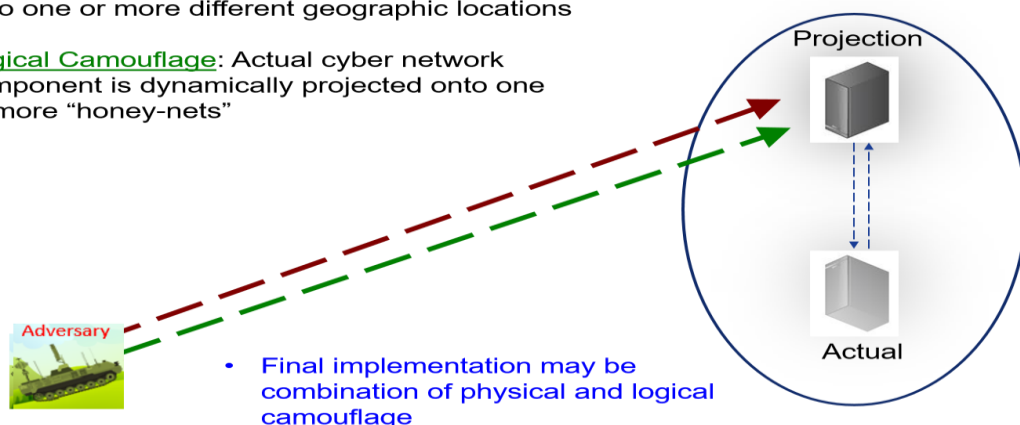 o one or more different geographic locations
gical Camouflage: Actual cyber network
mponent is dynamically projected onto one
more “honey-nets”
Projection
Adversary
Actual
• Final implementation may be
combination of physical and logical
camouflage